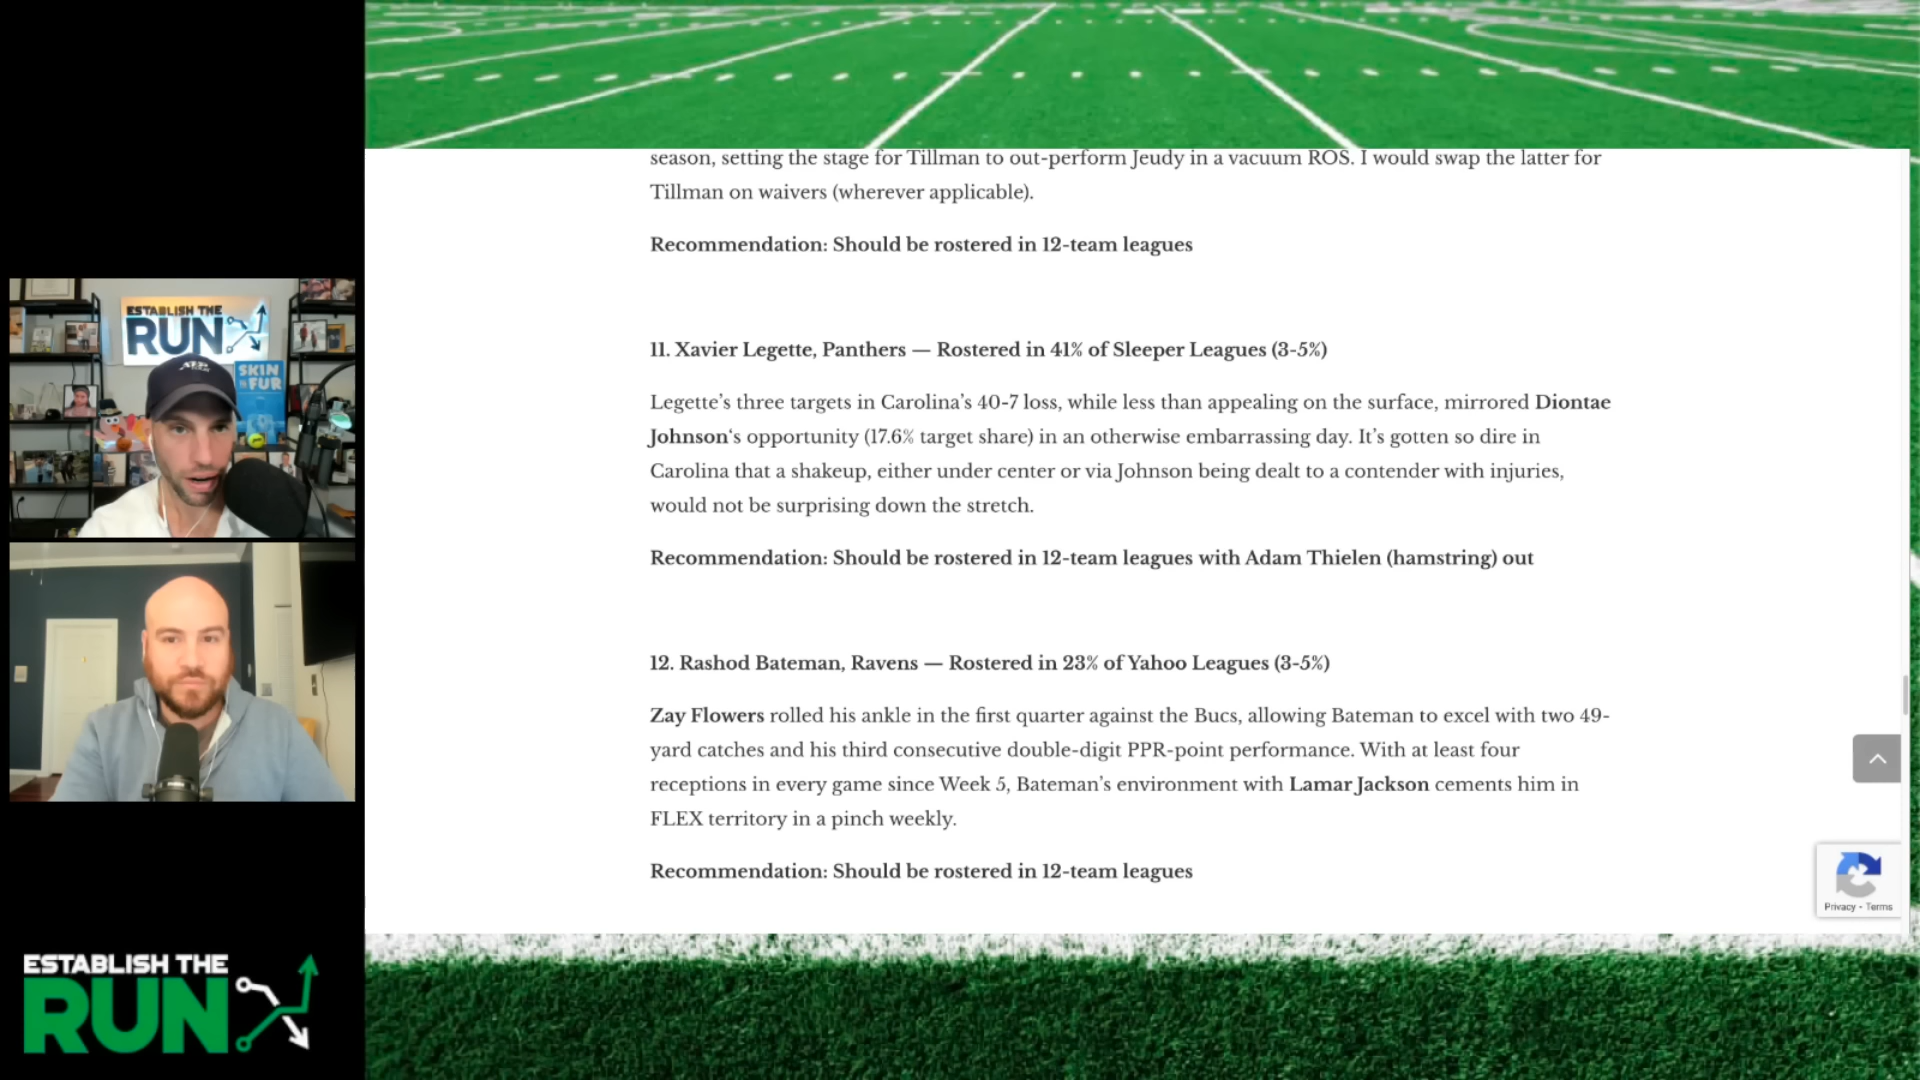 season, setting the stage for Tillman to out-perform Jeudy in a vacuum ROS. I would swap the latter for
Tillman on waivers (wherever applicable).
Recommendation: Should be rostered in 12-team leagues
11. Xavier Legette, Panthers — Rostered in 41% of Sleeper Leagues (3-5%)
Legette’s three targets in Carolina’s 40-7 loss, while less than appealing on the surface, mirrored Diontae
Johnson‘s opportunity (17.6% target share) in an otherwise embarrassing day. It’s gotten so dire in
Carolina that a shakeup, either under center or via Johnson being dealt to a contender with injuries,
would not be surprising down the stretch.
Recommendation: Should be rostered in 12-team leagues with Adam Thielen (hamstring) out
12. Rashod Bateman, Ravens — Rostered in 23% of Yahoo Leagues (3-5%)
Zay Flowers rolled his ankle in the first quarter against the Bucs, allowing Bateman to excel with two 49-
yard catches and his third consecutive double-digit PPR-point performance. With at least four
receptions in every game since Week 5, Bateman’s environment with Lamar Jackson cements him in
FLEX territory in a pinch weekly.
Recommendation: Should be rostered in 12-team leagues
Privacy - Terms
ESTABLISH THE
RUN
SKIN
FUR
ATP
ESTABLISH THE
RUN